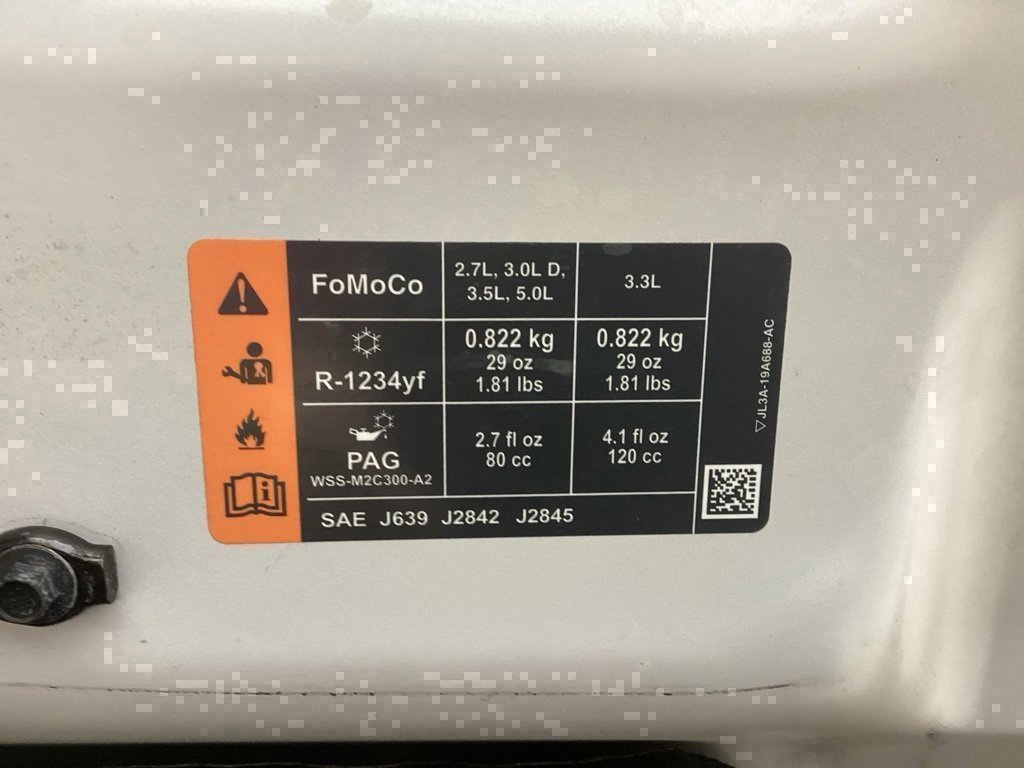 FoMoCo
2.7L, 3.0L D,
3.5L, 5.0L
3.3L
R-1234yf
0.822 kg
29 oz
1.81 lbs
0.822 kg
29 oz
1.81 lbs
PAG
WSS-M2C300-A2
2.7 fl oz
80 cc
4.1 fl oz
120 cc
SAE J639 J2842 J2845
JL3A-19A688-AC